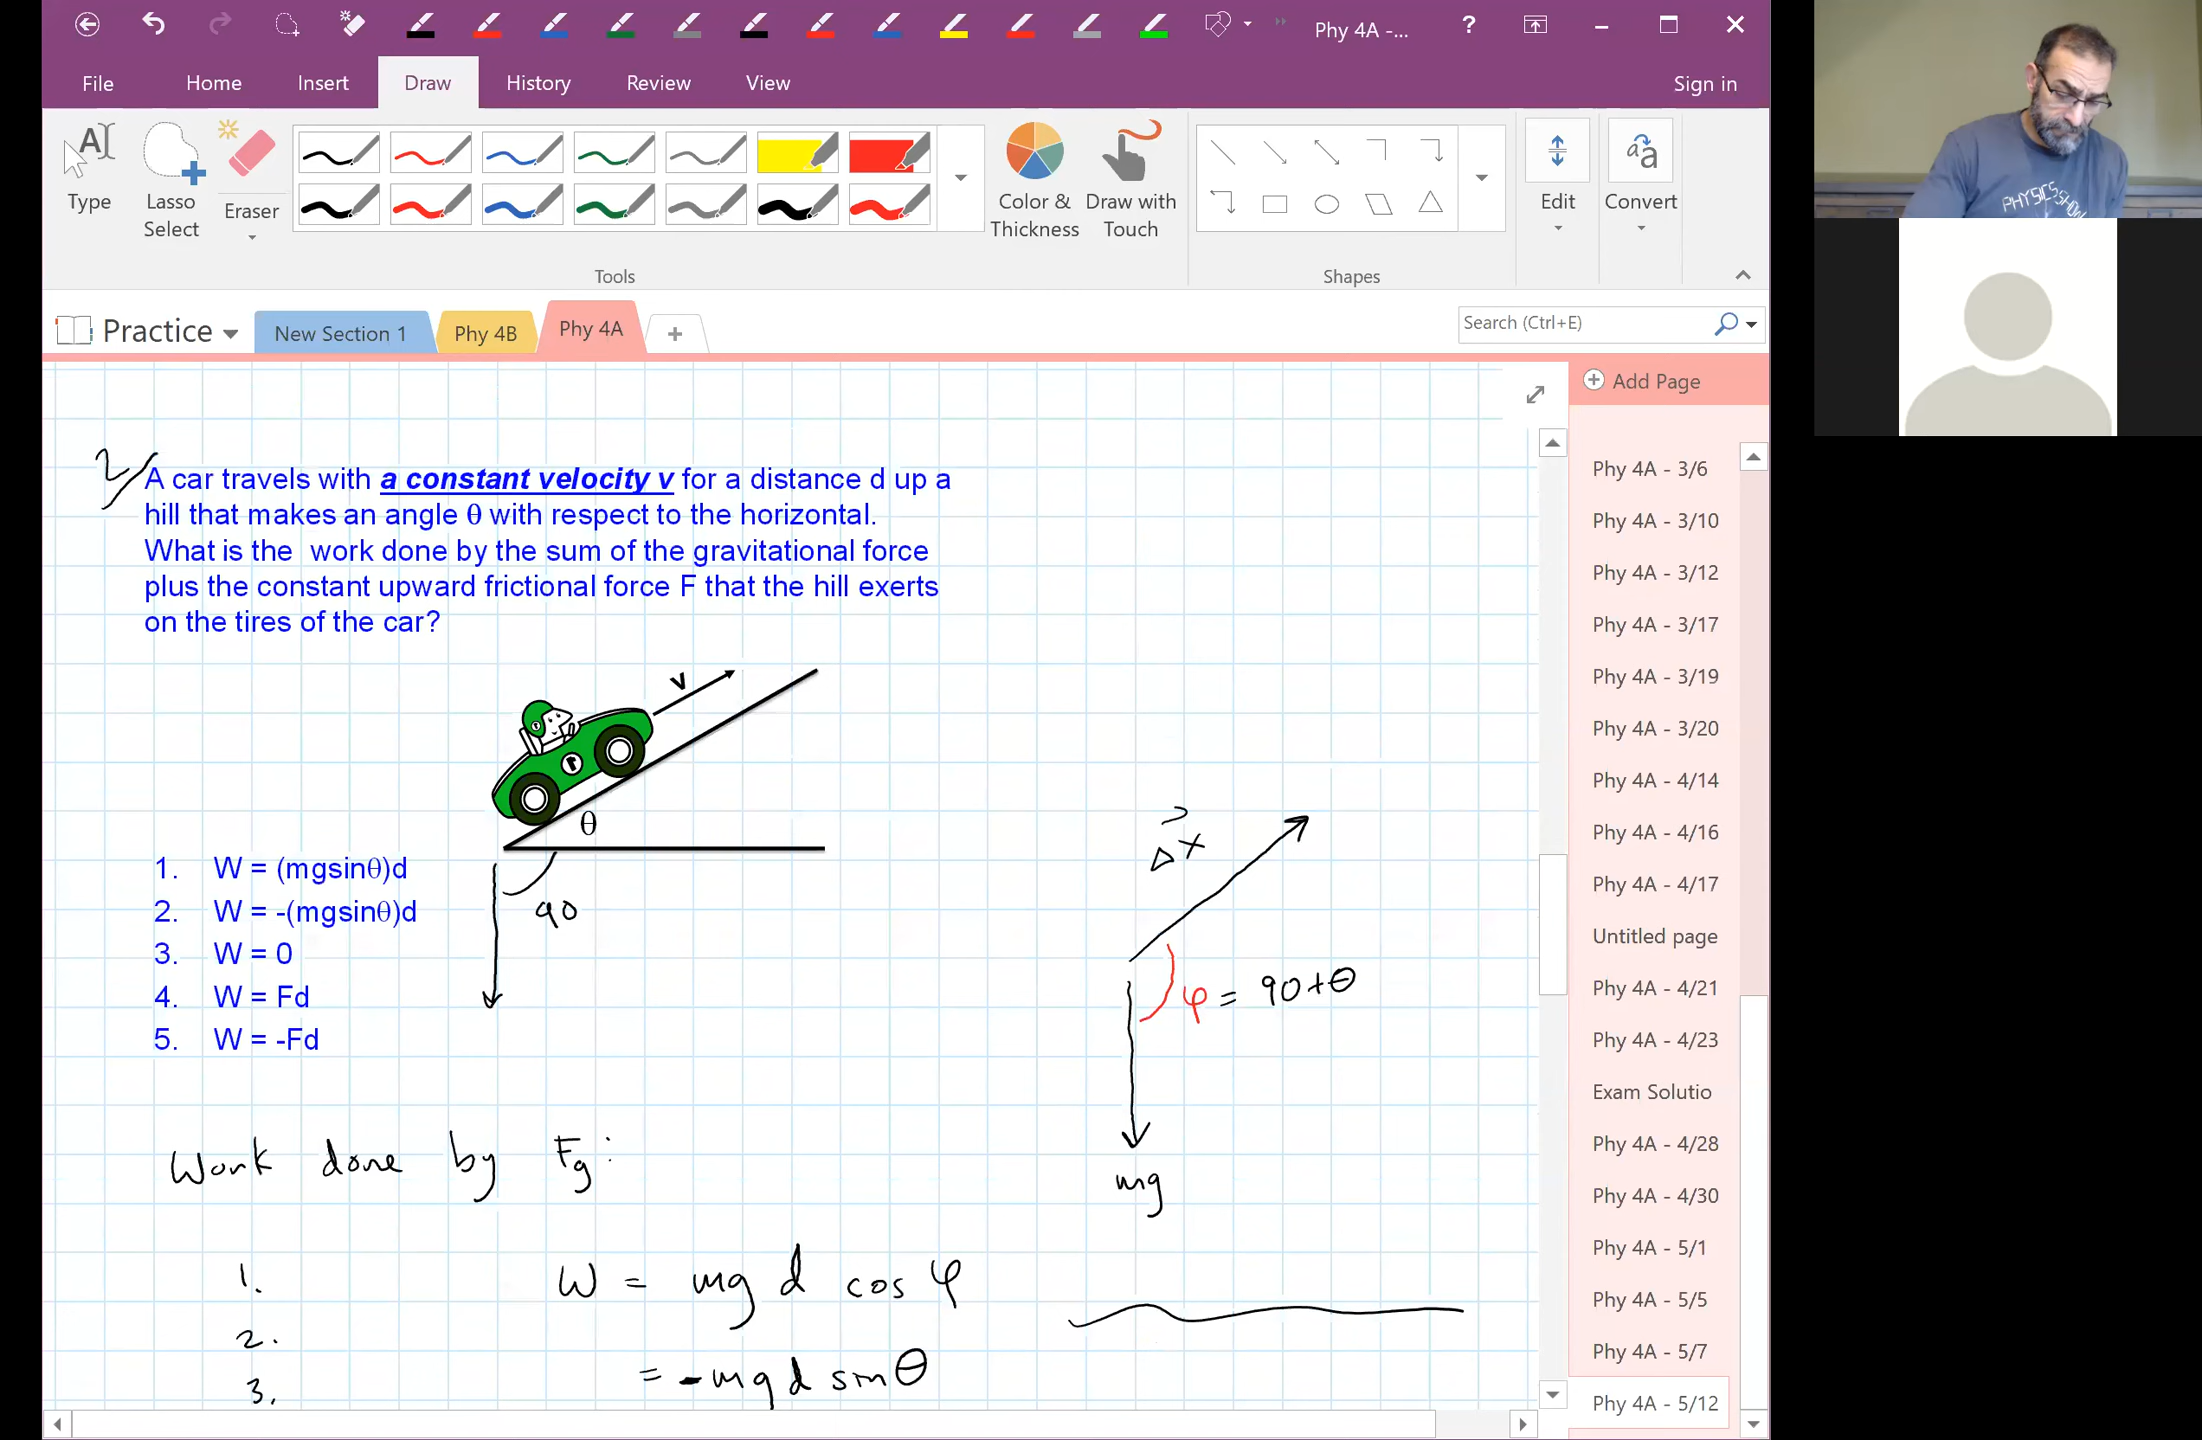 Phy 4A -...
?
File Home Insert Draw History Review View Sign in
Type
Lasso Select
Eraser
Color & Thickness
Draw with Touch
Edit
Convert
Tools
Shapes
Practice New Section 1 Phy 4B Phy 4A +
Search (Ctrl+E)
Add Page
Phy 4A - 3/6
Phy 4A - 3/10
Phy 4A - 3/12
Phy 4A - 3/17
Phy 4A - 3/19
Phy 4A - 3/20
Phy 4A - 4/14
Phy 4A - 4/16
Phy 4A - 4/17
Untitled page
Phy 4A - 4/21
Phy 4A - 4/23
Exam Solutio
Phy 4A - 4/28
Phy 4A - 4/30
Phy 4A - 5/1
Phy 4A - 5/5
Phy 4A - 5/7
Phy 4A - 5/12
2/
A car travels with a constant velocity v for a distance d up a
hill that makes an angle θ with respect to the horizontal.
What is the work done by the sum of the gravitational force
plus the constant upward frictional force F that the hill exerts
on the tires of the car?
v
1
θ
90
1. W = (mgsinθ)d
2. W = -(mgsinθ)d
3. W = 0
4. W = Fd
5. W = -Fd
Δx
φ = 90+θ
mg
Work done by Fg:
1.
2.
3.
W = mg d cos φ
= -mg d sin θ
PHYSICS SHOW